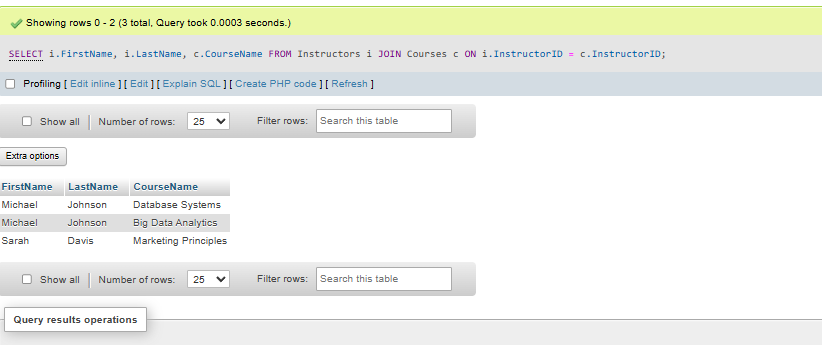 Showing rows 0 - 2 (3 total, Query took 0.0003 seconds.)
SELECT i.FirstName, i.LastName, c.CourseName FROM Instructors i JOIN Courses c ON i.InstructorID = c.InstructorID;
Profiling [ Edit inline ] [ Edit ] [ Explain SQL ] [ Create PHP code ] [ Refresh ]
Show all Number of rows: 25 Filter rows: Search this table
Extra options
FirstName LastName CourseName
Michael Johnson Database Systems
Michael Johnson Big Data Analytics
Sarah Davis Marketing Principles
Show all Number of rows: 25 Filter rows: Search this table
Query results operations